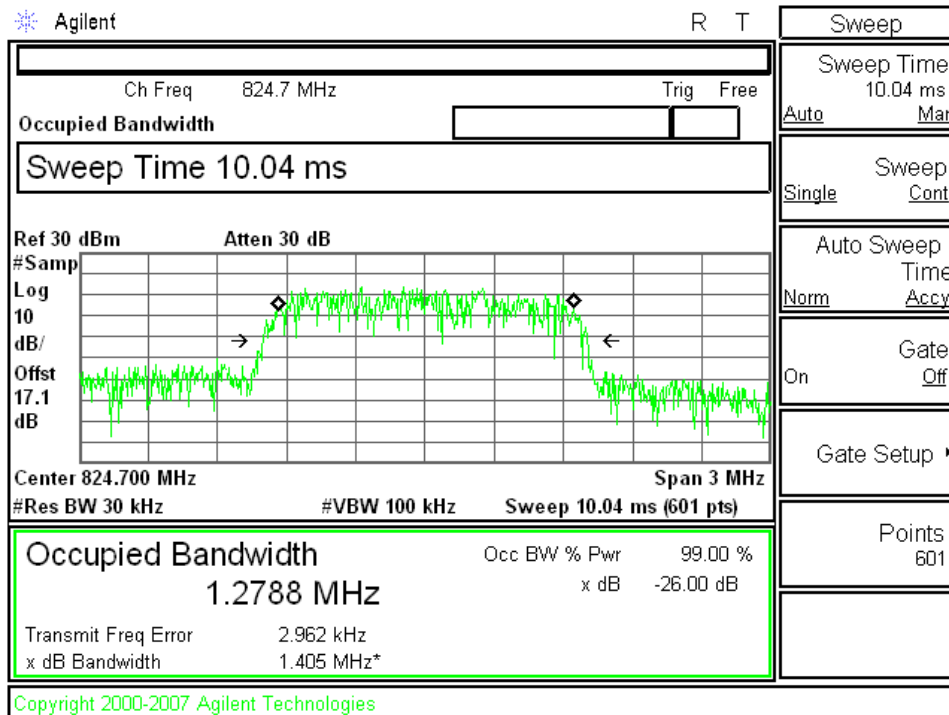 Agilent R T
Ch Freq 824.7 MHz Trig Free
Occupied Bandwidth
Sweep Time 10.04 ms
Ref 30 dBm Atten 30 dB
#Samp
Log
10
dB/
Offst
17.1
dB
Center 824.700 MHz Span 3 MHz
#Res BW 30 kHz #VBW 100 kHz Sweep 10.04 ms (601 pts)
Occupied Bandwidth Occ BW % Pwr 99.00 %
1.2788 MHz x dB -26.00 dB
Transmit Freq Error 2.962 kHz
x dB Bandwidth 1.405 MHz*
Copyright 2000-2007 Agilent Technologies
Sweep
Sweep Time
10.04 ms
Auto Man
Sweep
Single Cont
Auto Sweep
Time
Norm Accy
Gate
On Off
Gate Setup
Points
601